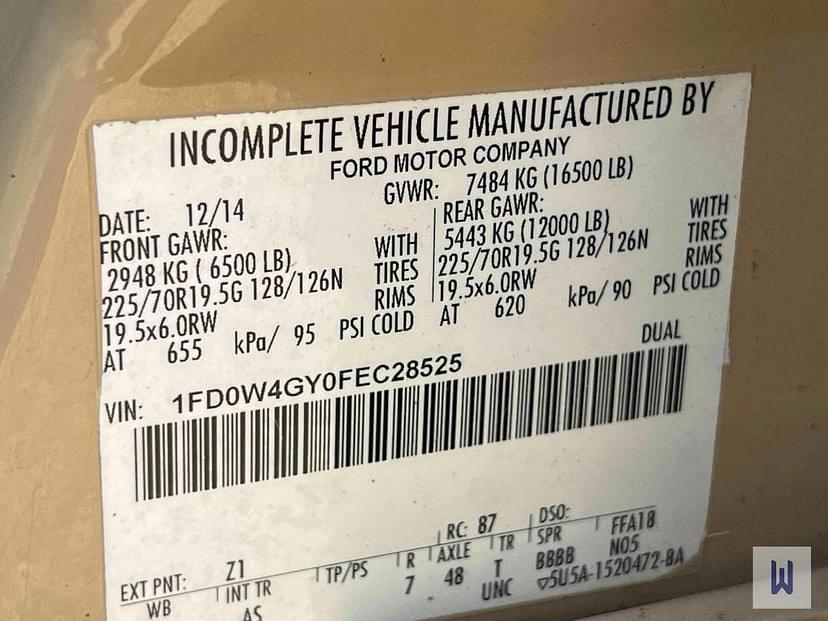 INCOMPLETE VEHICLE MANUFACTURED BY
FORD MOTOR COMPANY
DATE: 12/14 GVWR: 7484 KG (16500 LB)
FRONT GAWR: REAR GAWR:
2948 KG ( 6500 LB) WITH 5443 KG (12000 LB) WITH
225/70R19.5G 128/126N TIRES 225/70R19.5G 128/126N TIRES
19.5x6.0RW RIMS 19.5x6.0RW RIMS
AT 655 kPa/ 95 PSI COLD AT 620 kPa/ 90 PSI COLD
DUAL
VIN: 1FD0W4GY0FEC28525
EXT PNT: Z1 RC: 87 DSO: FFA18
WB INT TR TP/PS R AXLE TR SPR N05
AS 7 48 T BBBB
UNC 5U5A-1520472-BA
W